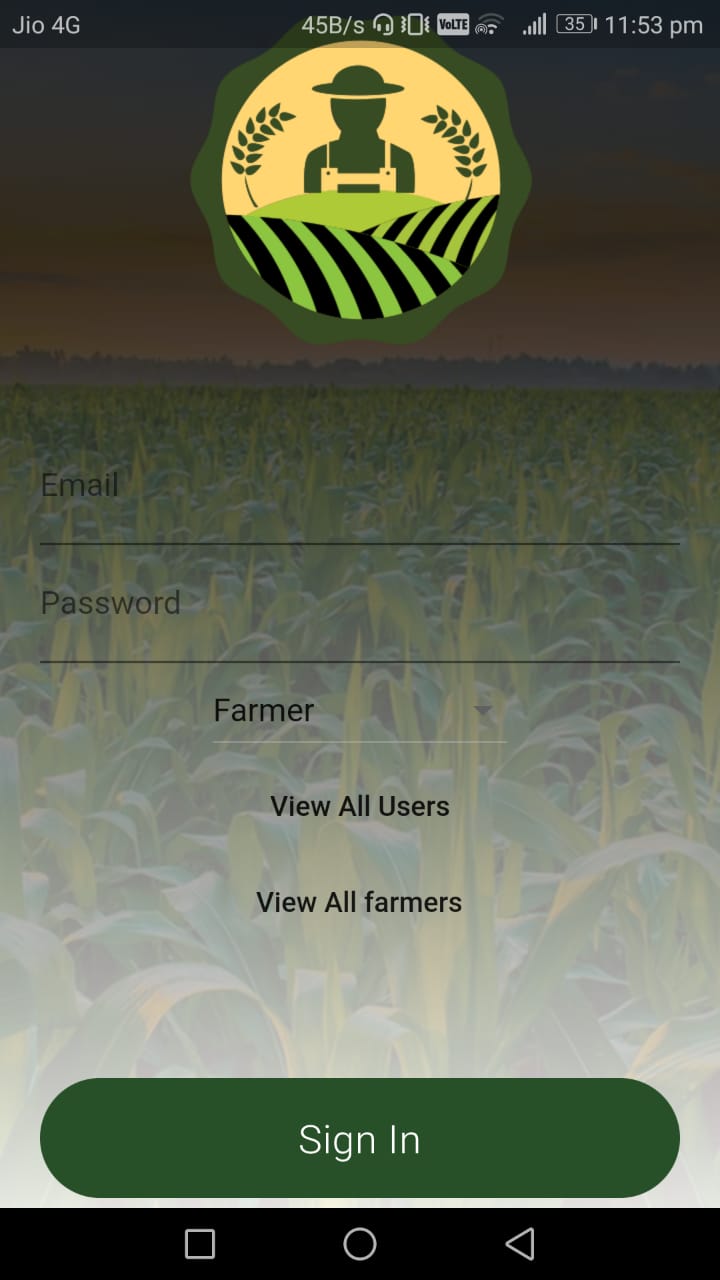 Jio 4G 45B/s VoLTE 35 11:53 pm
Email
Password
Farmer
View All Users
View All farmers
Sign In